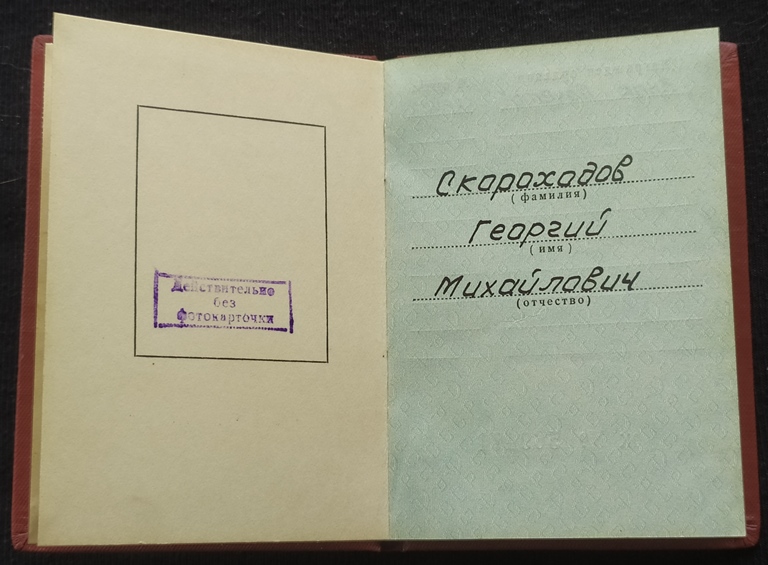 Действительно
без
фотокарточки
Скороходов
(фамилия)
Георгий
(имя)
Михайлович
(отчество)